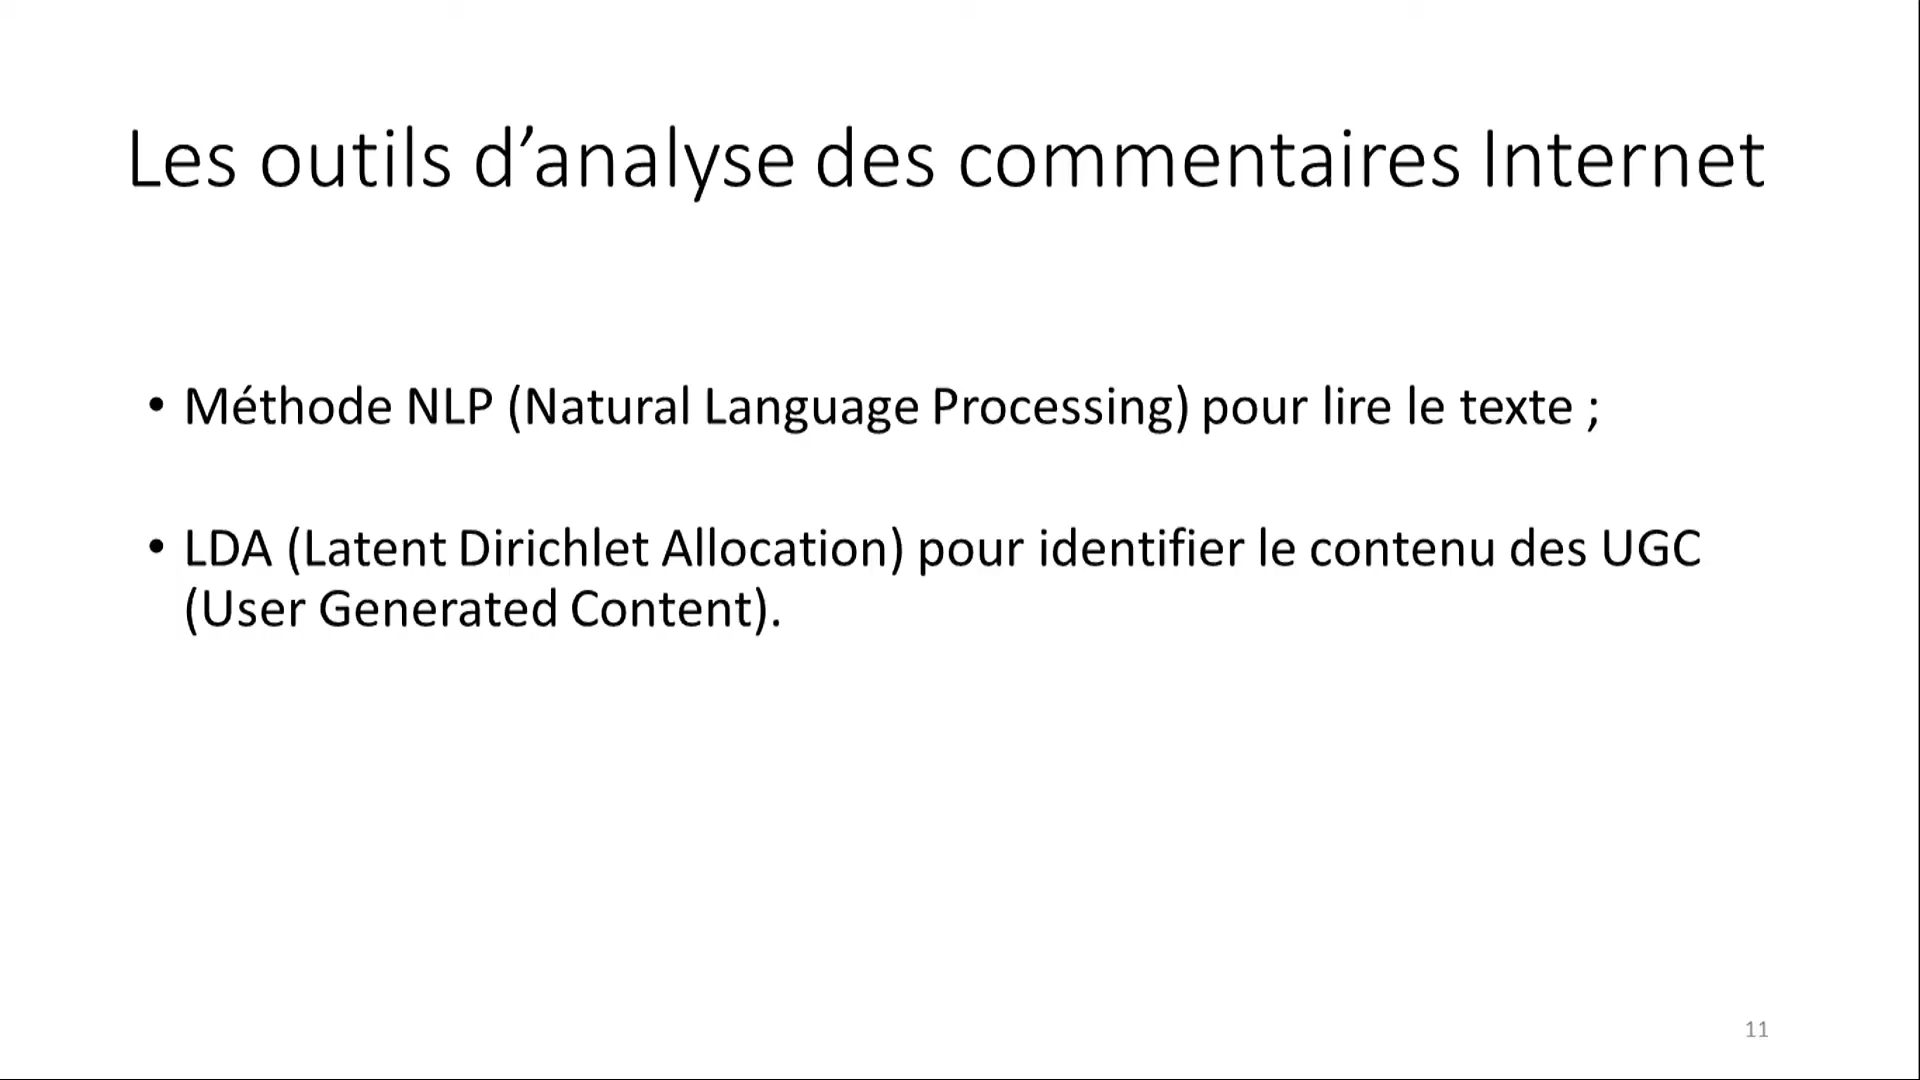 Les outils d’analyse des commentaires Internet
• Méthode NLP (Natural Language Processing) pour lire le texte ;
• LDA (Latent Dirichlet Allocation) pour identifier le contenu des UGC
(User Generated Content).
11